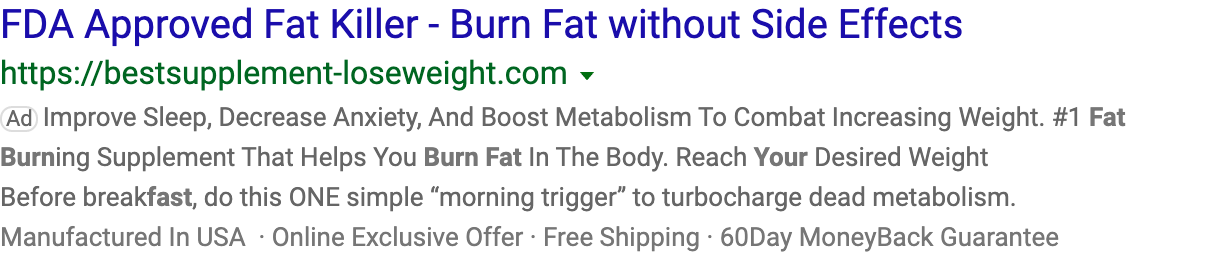 FDA Approved Fat Killer - Burn Fat without Side Effects
https://bestsupplement-loseweight.com
Ad Improve Sleep, Decrease Anxiety, And Boost Metabolism To Combat Increasing Weight. #1 Fat
Burning Supplement That Helps You Burn Fat In The Body. Reach Your Desired Weight
Before breakfast, do this ONE simple “morning trigger” to turbocharge dead metabolism.
Manufactured In USA · Online Exclusive Offer · Free Shipping · 60Day MoneyBack Guarantee